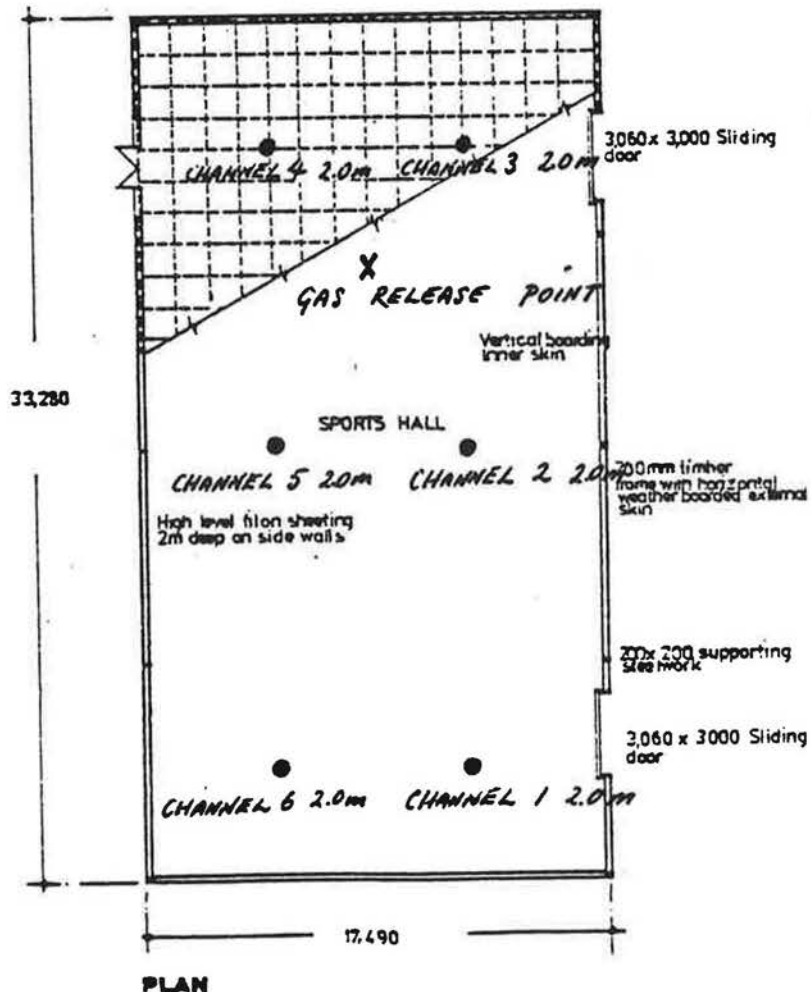 3,060 x 3,000 Sliding
door
CHANNEL 4 2.0m CHANNEL 3 2.0m
X
GAS RELEASE POINT
Vertical boarding
inner skin
33,280
SPORTS HALL
CHANNEL 5 2.0m CHANNEL 2 2.0m
200mm timber
frame with horizontal
weather boarded external
skin
High level filon sheeting
2m deep on side walls
200x 200 supporting
steelwork
3,060 x 3000 Sliding
door
CHANNEL 6 2.0m CHANNEL 1 2.0m
17,490
PLAN